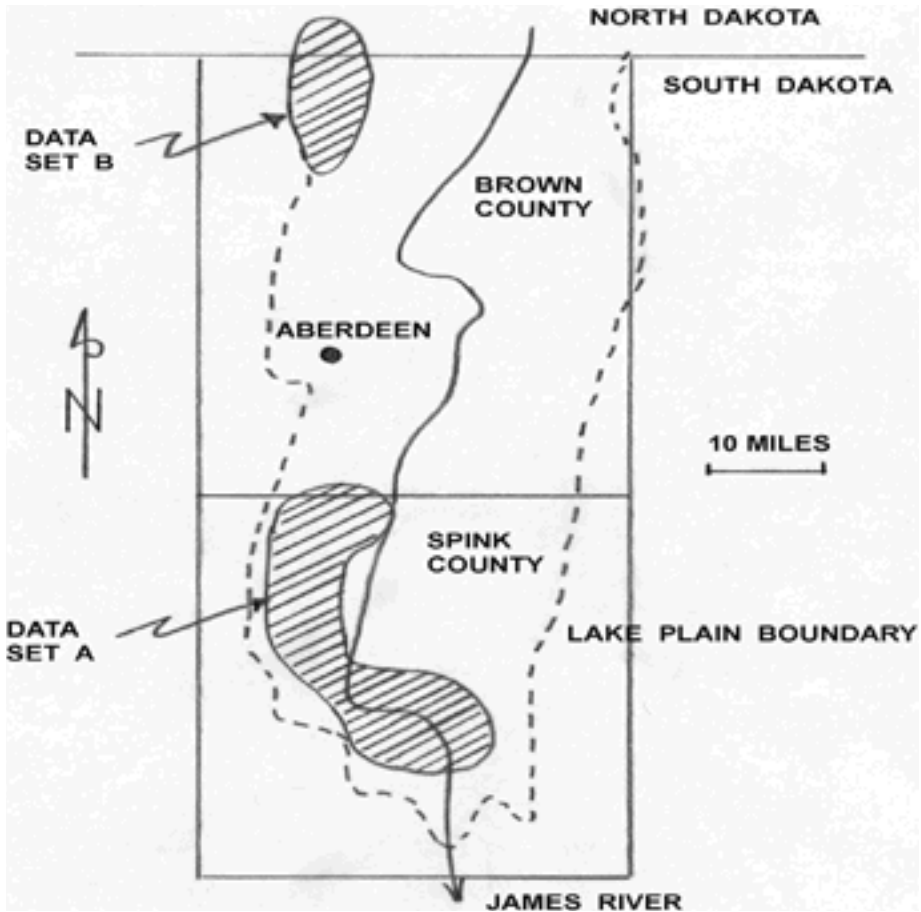 NORTH DAKOTA
SOUTH DAKOTA
DATA
SET B
BROWN
COUNTY
ABERDEEN
N
10 MILES
SPINK
COUNTY
DATA
SET A
LAKE PLAIN BOUNDARY
JAMES RIVER